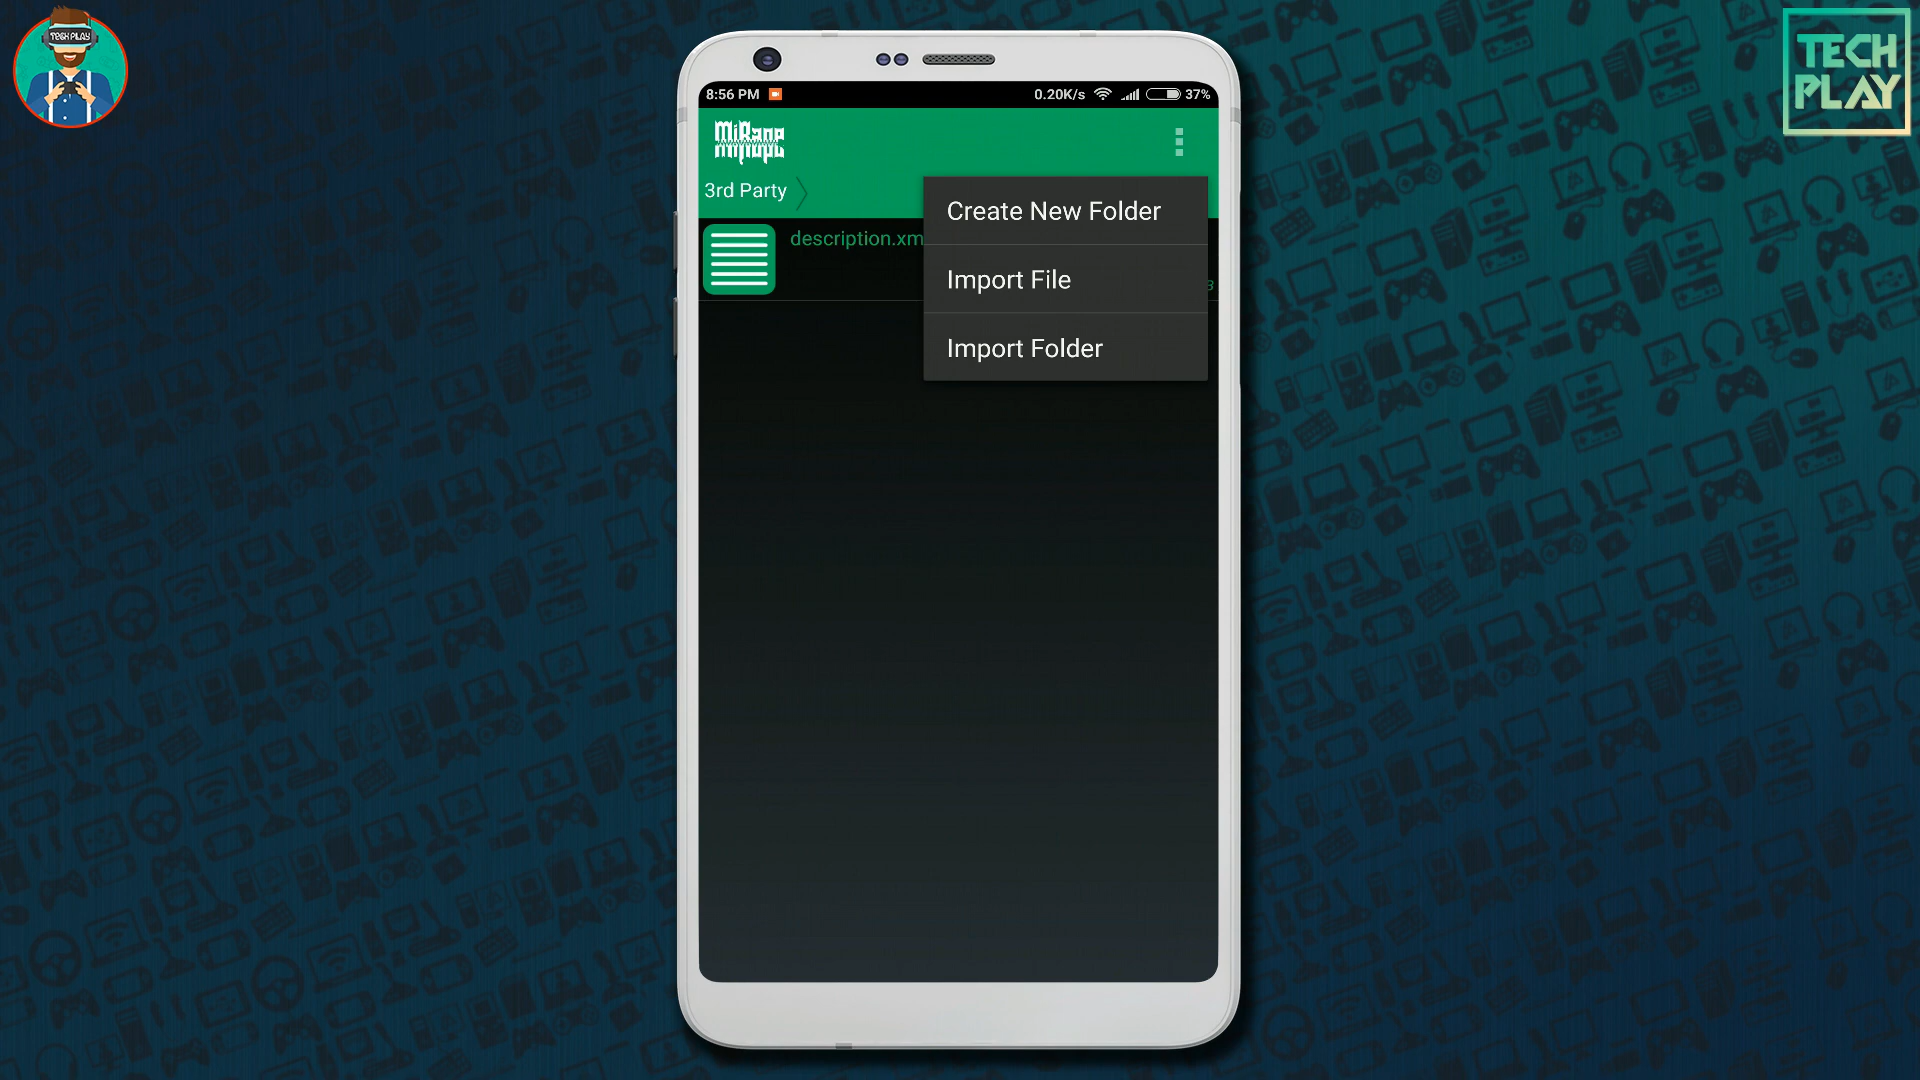 TECH PLAY
TECH
PLAY
8:56 PM
0.20K/s
37%
MiRane
3rd Party
Create New Folder
description.xm
Import File
Import Folder